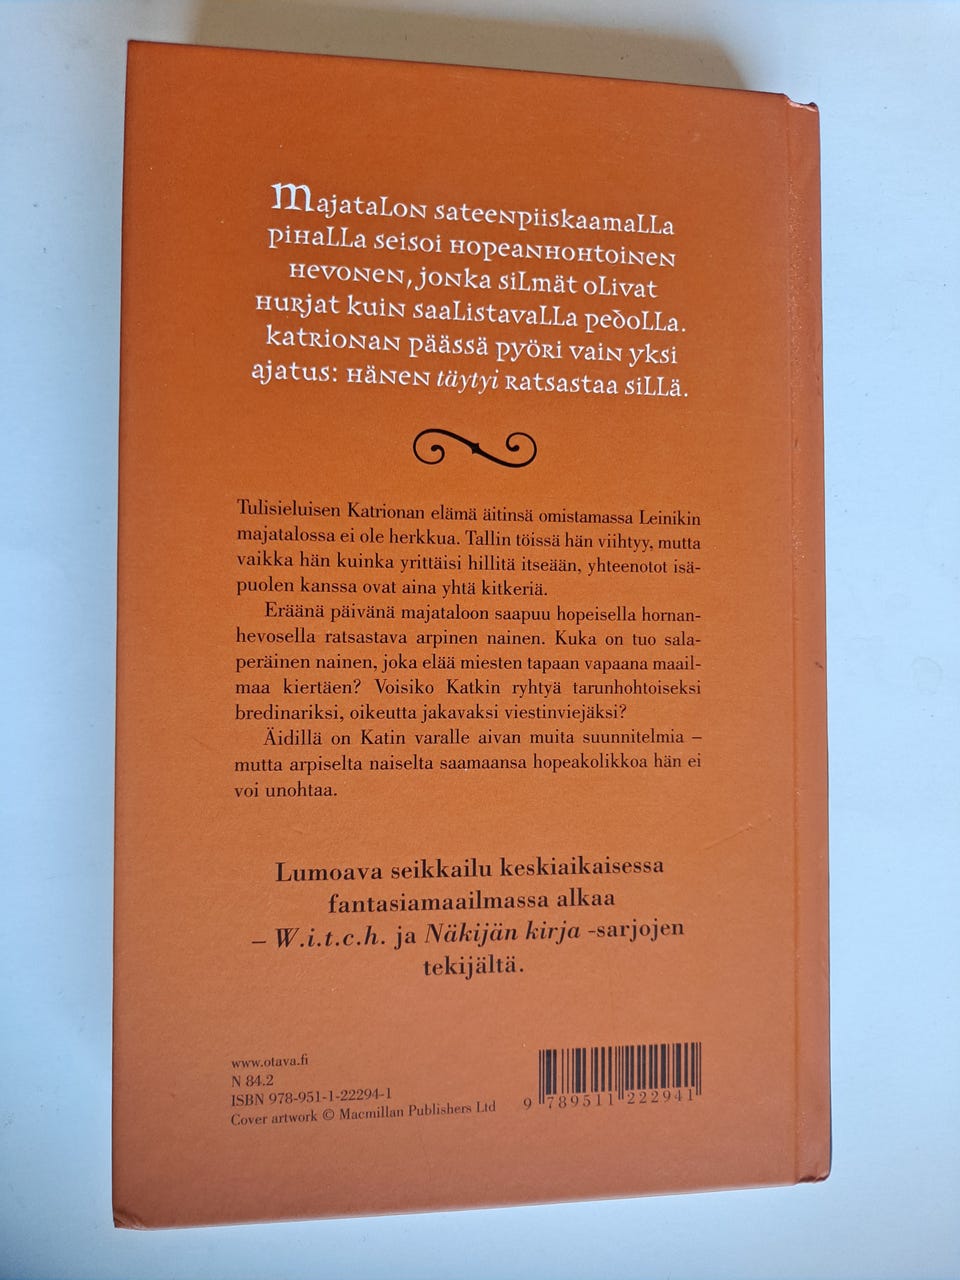 Majatalon sateenpiiskaamalla
pihalla seisoi hopeanhohtoinen
hevonen, jonka silmät olivat
hurjat kuin saalistavalla pedolla.
Katrionan päässä pyöri vain yksi
ajatus: hänen täytyi ratsastaa sillä.
Tulisieluisen Katrionan elämä äitinsä omistamassa Leinikin
majatalossa ei ole herkkua. Tallin töissä hän viihtyy, mutta
vaikka hän kuinka yrittäisi hillitä itseään, yhteenotot isä-
puolen kanssa ovat aina yhtä kitkeriä.
Eräänä päivänä majataloon saapuu hopeisella hornan-
hevosella ratsastava arpinen nainen. Kuka on tuo sala-
peräinen nainen, joka elää miesten tapaan vapaana maail-
maa kiertäen? Voisiko Katkin ryhtyä tarunhohtoiseksi
bredinariksi, oikeutta jakavaksi viestinviejäksi?
Äidillä on Katin varalle aivan muita suunnitelmia –
mutta arpiselta naiselta saamaansa hopeakolikkoa hän ei
voi unohtaa.
Lumoava seikkailu keskiaikaisessa
fantasiamaailmassa alkaa
– W.i.t.c.h. ja Näkijän kirja -sarjojen
tekijältä.
www.otava.fi
N 84.2
ISBN 978-951-1-22294-1
Cover artwork © Macmillan Publishers Ltd
9 789511 222941